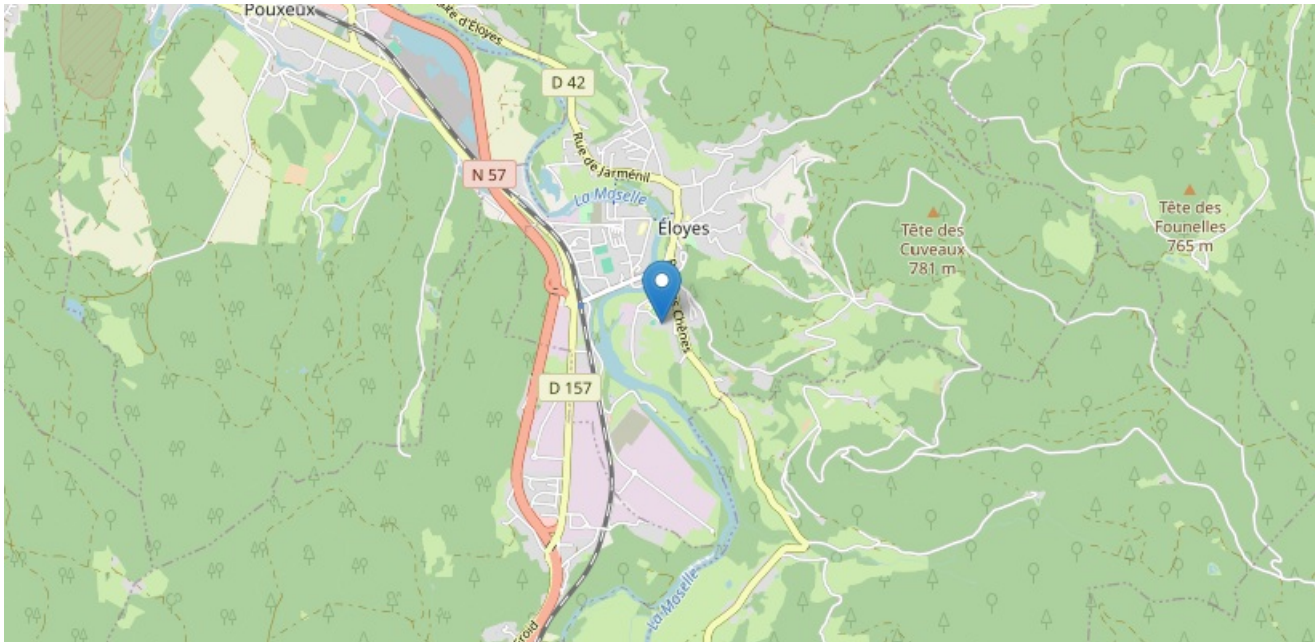 Pouxeux
D 42
Rue de Jarménil
N 57
La Moselle
Éloyes
Tête des
Founelles
765 m
Tête des
Cuveaux
781 m
Chênes
D 157
La Moselle